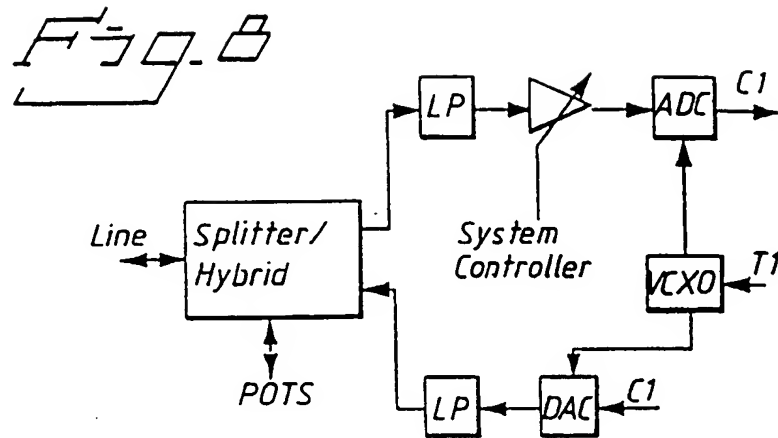 Fig. 8
LP
ADC
C1
Line
Splitter/
Hybrid
System
Controller
VCXO
T1
POTS
LP
DAC
C1